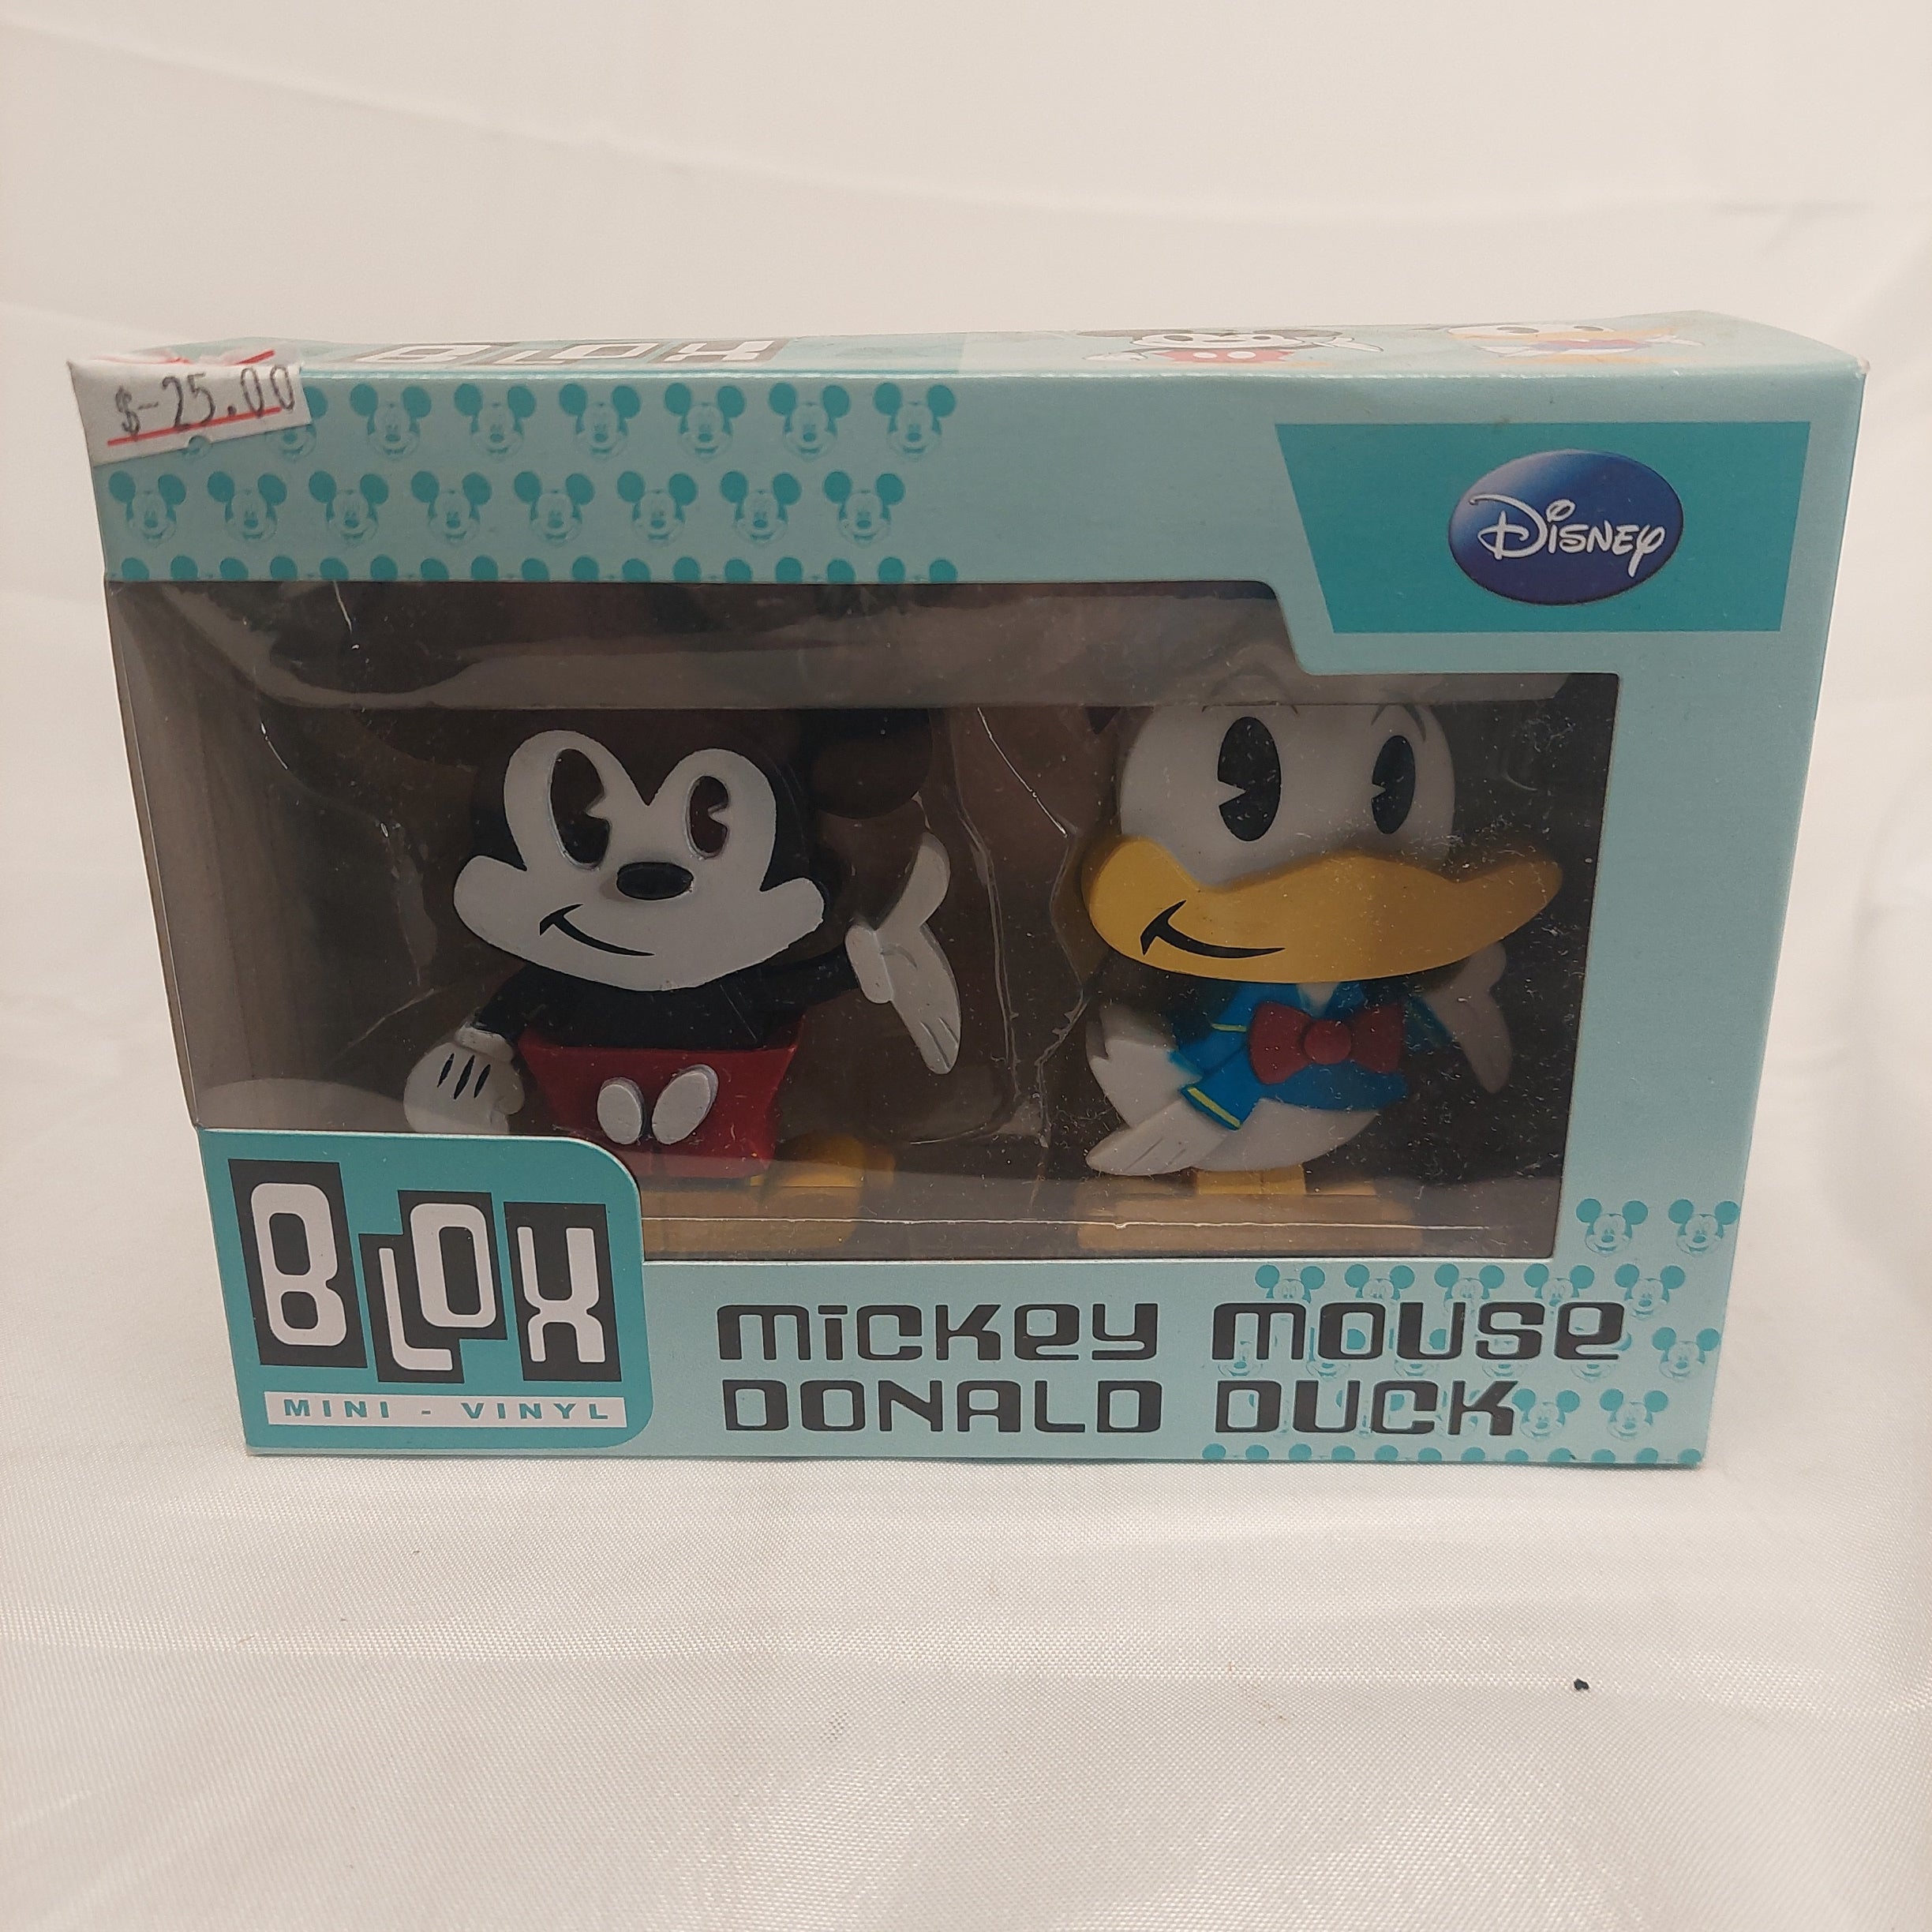 BLOX
$-25.00
Disney
BLOX
MINI - VINYL
MICKEY MOUSE
DONALD DUCK